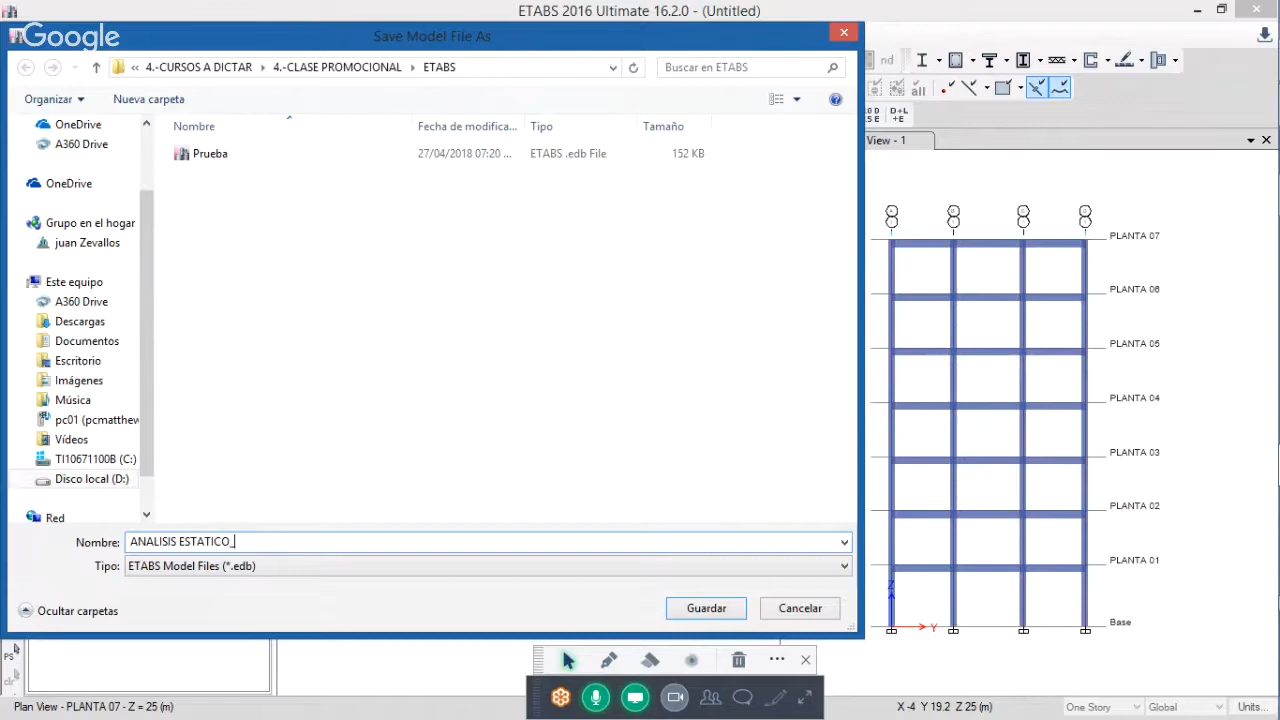 ETABS 2016 Ultimate 16.2.0 - (Untitled)
Google
Save Model File As
« 4.-CURSOS A DICTAR › 4.-CLASE PROMOCIONAL › ETABS
Buscar en ETABS
nd
Organizar
Nueva carpeta
all
D+L
+E
View - 1
Nombre
Fecha de modifica...
Tipo
Tamaño
Prueba
27/04/2018 07:20 ...
ETABS .edb File
152 KB
OneDrive
A360 Drive
OneDrive
Grupo en el hogar
juan Zevallos
Este equipo
A360 Drive
Descargas
Documentos
Escritorio
Imágenes
Música
pc01 (pcmatthew
Vídeos
TI10671100B (C:)
Disco local (D:)
Red
PLANTA 07
PLANTA 06
PLANTA 05
PLANTA 04
PLANTA 03
PLANTA 02
PLANTA 01
Base
Z
Y
Nombre:
ANALISIS ESTATICO_
Tipo:
ETABS Model Files (*.edb)
Ocultar carpetas
Guardar
Cancelar
PS
dr
Plan View - PLANTA 07 - Z = 25 (m)
X -4 Y 19.2 Z 25 (m)
One Story
Global
Units...